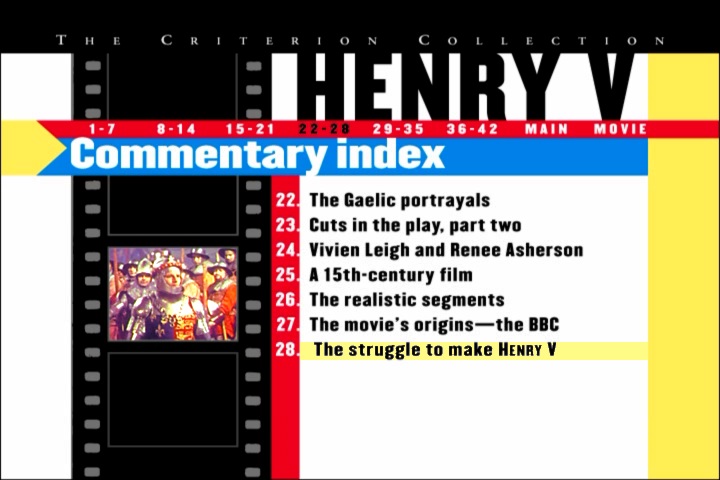 THE CRITERION COLLECTION
HENRY V
1-7 8-14 15-21 22-28 29-35 36-42 MAIN MOVIE
Commentary index
22. The Gaelic portrayals
23. Cuts in the play, part two
24. Vivien Leigh and Renee Asherson
25. A 15th-century film
26. The realistic segments
27. The movie's origins—the BBC
28. The struggle to make HENRY V